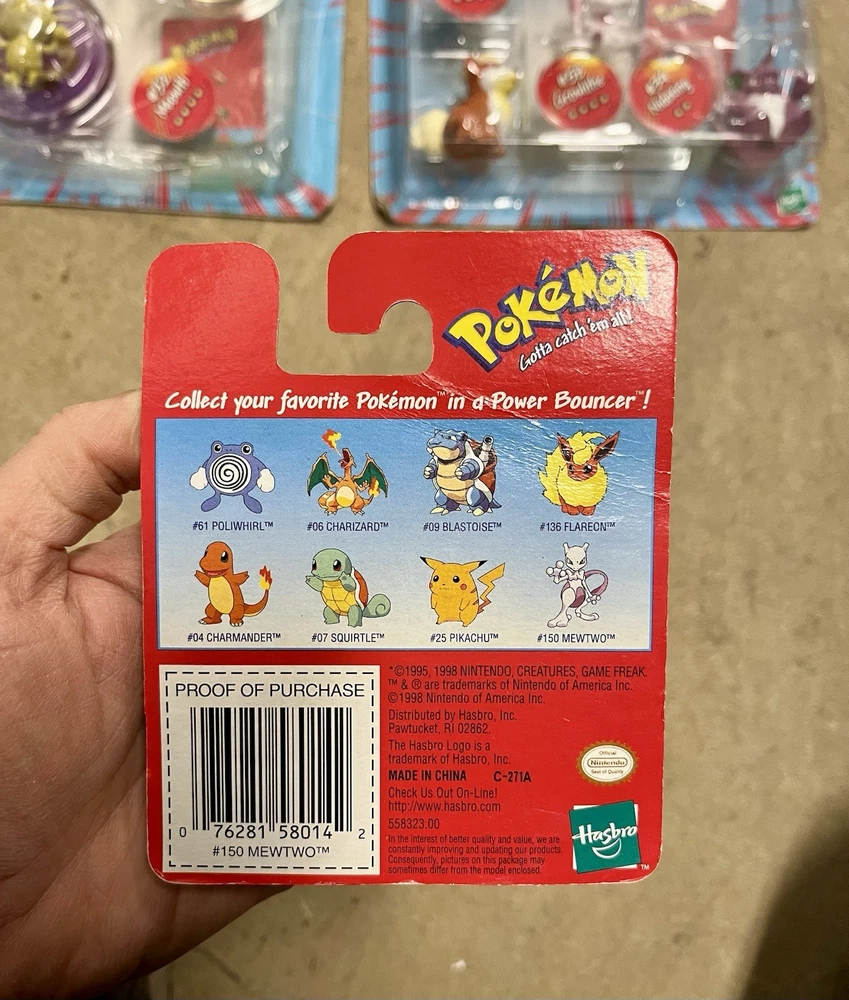 Pokémon
Gotta catch 'em all!
Collect your favorite Pokémon™ in a Power Bouncer™!
#61 POLIWHIRL™ #06 CHARIZARD™ #09 BLASTOISE™ #136 FLAREON™
#04 CHARMANDER™ #07 SQUIRTLE™ #25 PIKACHU™ #150 MEWTWO™
PROOF OF PURCHASE
0 76281 58014 2
#150 MEWTWO™
*©1995, 1998 NINTENDO, CREATURES, GAME FREAK.
™ & ® are trademarks of Nintendo of America Inc.
©1998 Nintendo of America Inc.
Distributed by Hasbro, Inc.
Pawtucket, RI 02862.
The Hasbro Logo is a
trademark of Hasbro, Inc.
MADE IN CHINA C-271A
Check Us Out On-Line!
http://www.hasbro.com
558323.00
In the interest of better quality and value, we are
constantly improving and updating our products.
Consequently, pictures on this package may
sometimes differ from the model enclosed.
Official
Nintendo
Seal of Quality
Hasbro
™